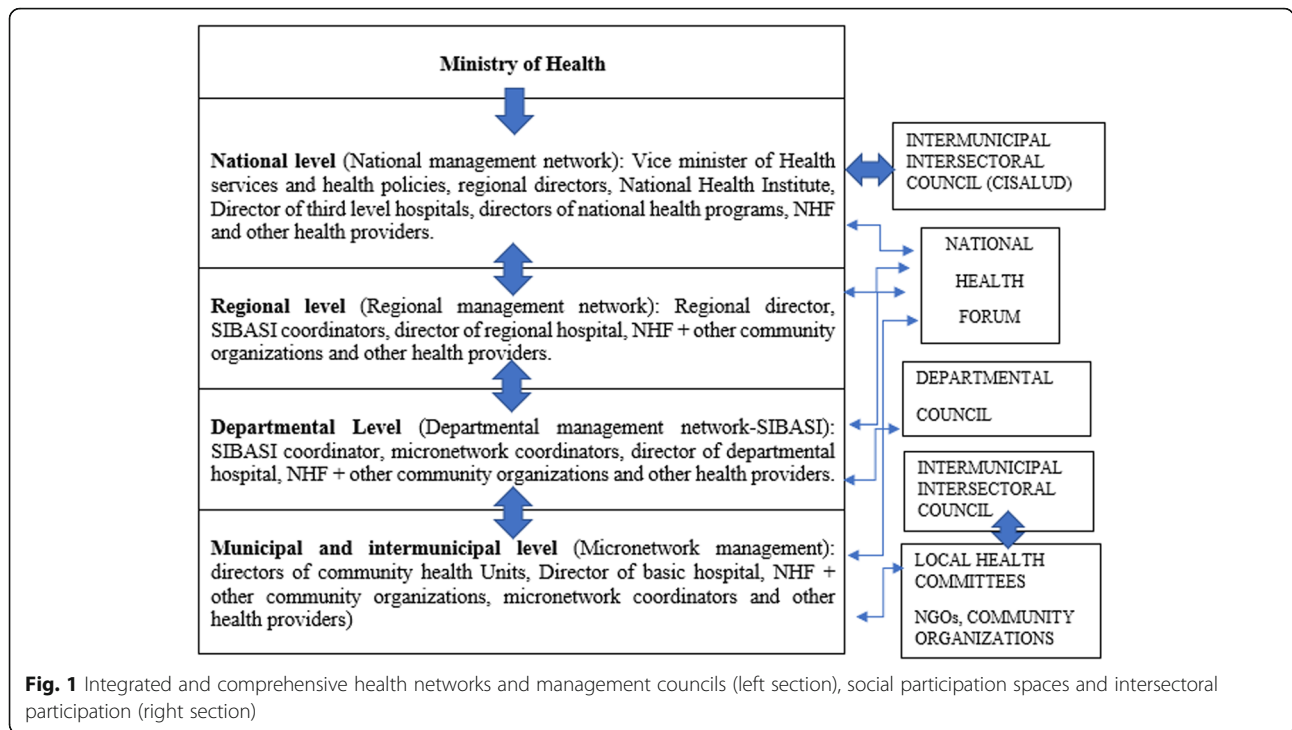 Ministry of Health
National level (National management network): Vice minister of Health
services and health policies, regional directors, National Health Institute,
Director of third level hospitals, directors of national health programs, NHF
and other health providers.
Regional level (Regional management network): Regional director,
SIBASI coordinators, director of regional hospital, NHF + other community
organizations and other health providers.
Departmental Level (Departmental management network-SIBASI):
SIBASI coordinator, micronetwork coordinators, director of departmental
hospital, NHF + other community organizations and other health providers.
Municipal and intermunicipal level (Micronetwork management):
directors of community health Units, Director of basic hospital, NHF +
other community organizations, micronetwork coordinators and other
health providers)
INTERMUNICIPAL
INTERSECTORAL
COUNCIL (CISALUD)
NATIONAL
HEALTH
FORUM
DEPARTMENTAL
COUNCIL
INTERMUNICIPAL
INTERSECTORAL
COUNCIL
LOCAL HEALTH
COMMITTEES
NGOs, COMMUNITY
ORGANIZATIONS
Fig. 1 Integrated and comprehensive health networks and management councils (left section), social participation spaces and intersectoral
participation (right section)